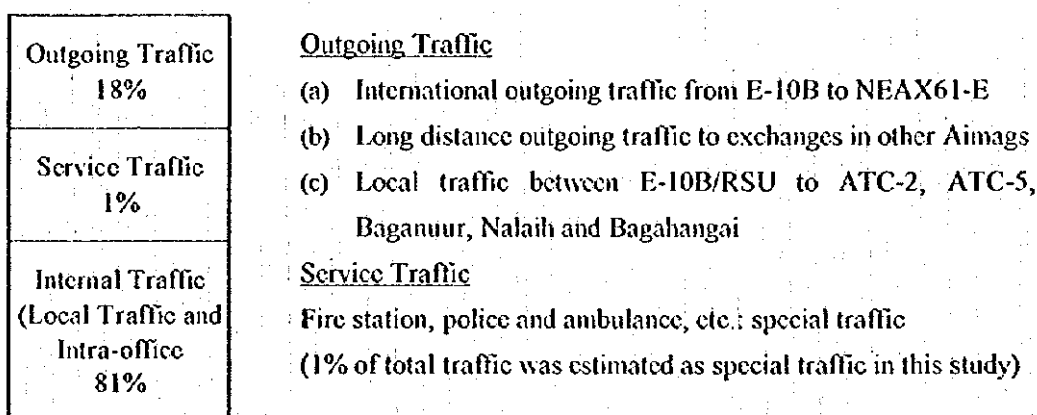 Outgoing Traffic
18%
Service Traffic
1%
Internal Traffic
(Local Traffic and
Intra-office
81%
Outgoing Traffic
(a) International outgoing traffic from E-10B to NEAX61-E
(b) Long distance outgoing traffic to exchanges in other Aimags
(c) Local traffic between E-10B/RSU to ATC-2, ATC-5,
Baganuur, Nalaih and Bagahangai
Service Traffic
Fire station, police and ambulance, etc.: special traffic
(1% of total traffic was estimated as special traffic in this study)